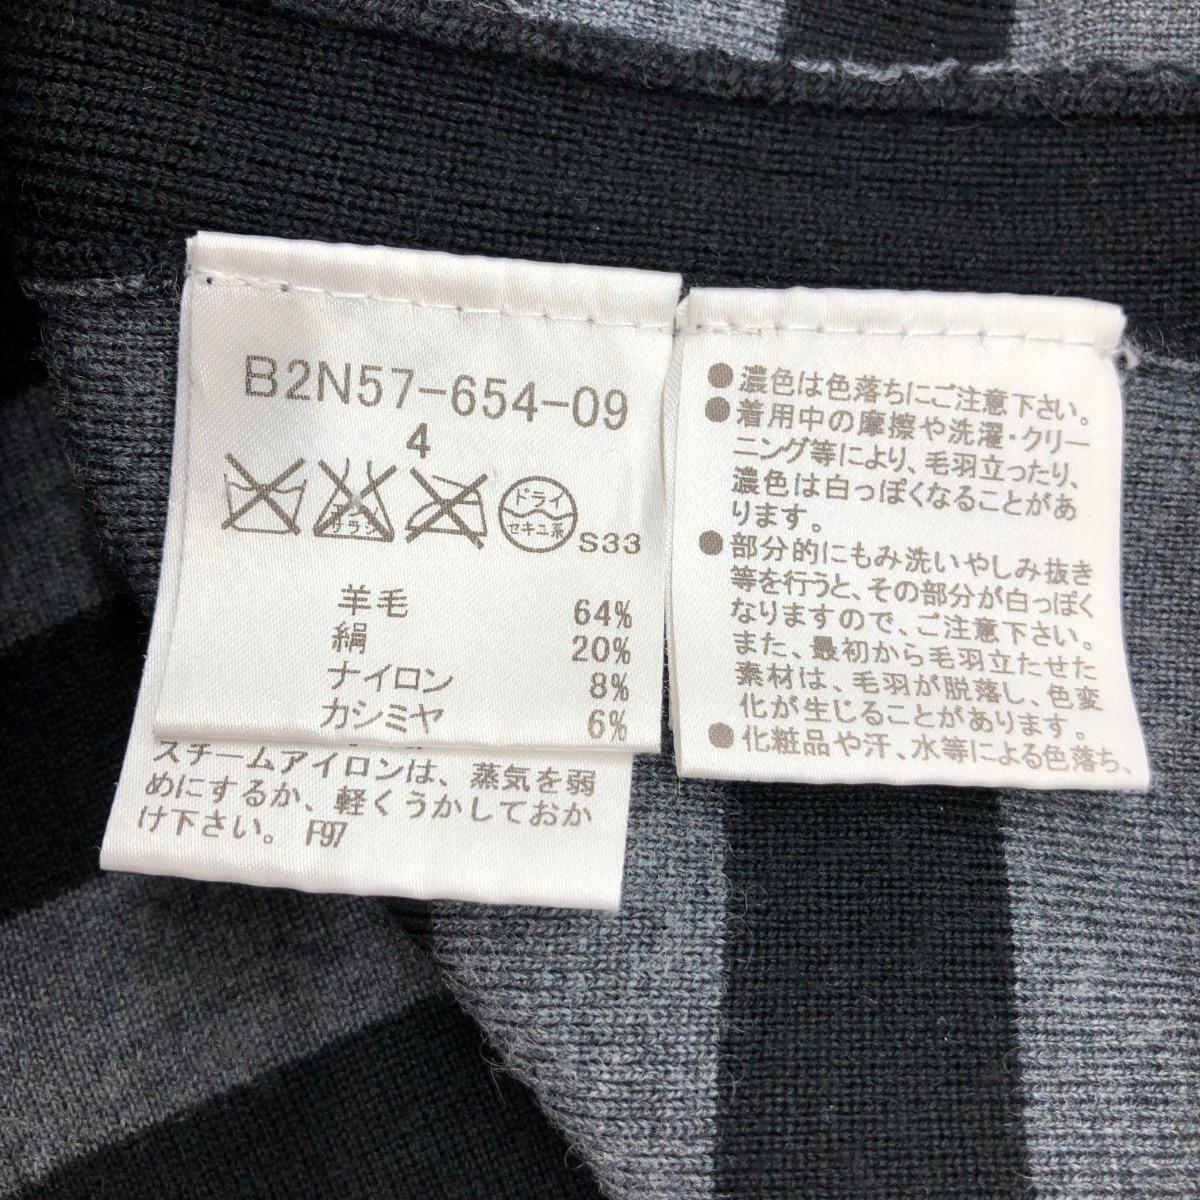 B2N57-654-09
4
ドライ
セキユ系
S33
羊毛 64%
絹 20%
ナイロン 8%
カシミヤ 6%
スチームアイロンは、蒸気を弱
めにするか、軽くうかしておか
け下さい。 F97
●濃色は色落ちにご注意下さい。
●着用中の摩擦や洗濯・クリー
ニング等により、毛羽立ったり、
濃色は白っぽくなることがあ
ります。
●部分的にもみ洗いやしみ抜き
等を行うと、その部分が白っぽく
なりますので、ご注意下さい。
また、最初から毛羽立たせた
素材は、毛羽が脱落し、色変
化が生じることがあります。
●化粧品や汗、水等による色落ち、